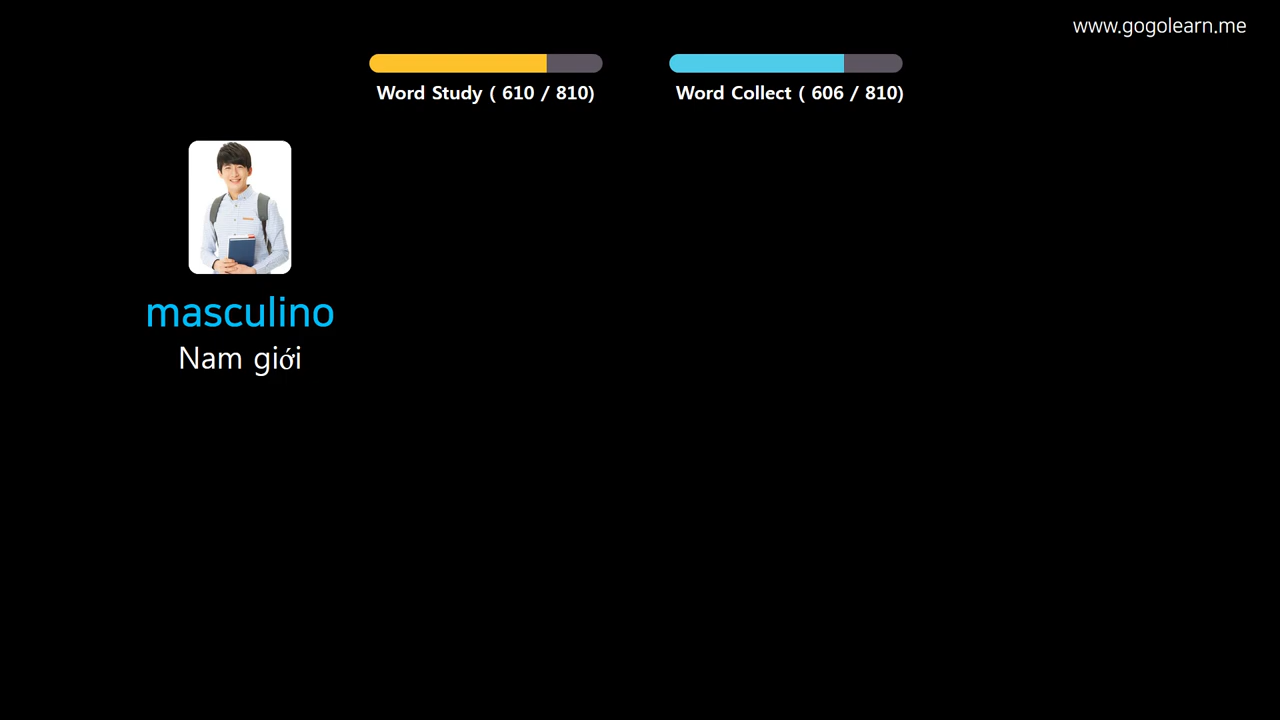 www.gogolearn.me
Word Study ( 610 / 810)
Word Collect ( 606 / 810)
masculino
Nam giới